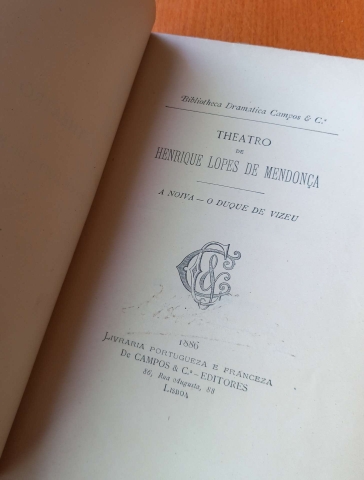 Bibliotheca Dramatica Campos & C.ª
THEATRO
DE
HENRIQUE LOPES DE MENDONÇA
A NOIVA — O DUQUE DE VIZEU
1886
LIVRARIA PORTUGUEZA E FRANCEZA
DE CAMPOS & C.ª — EDITORES
86, Rua Augusta, 88
LISBOA